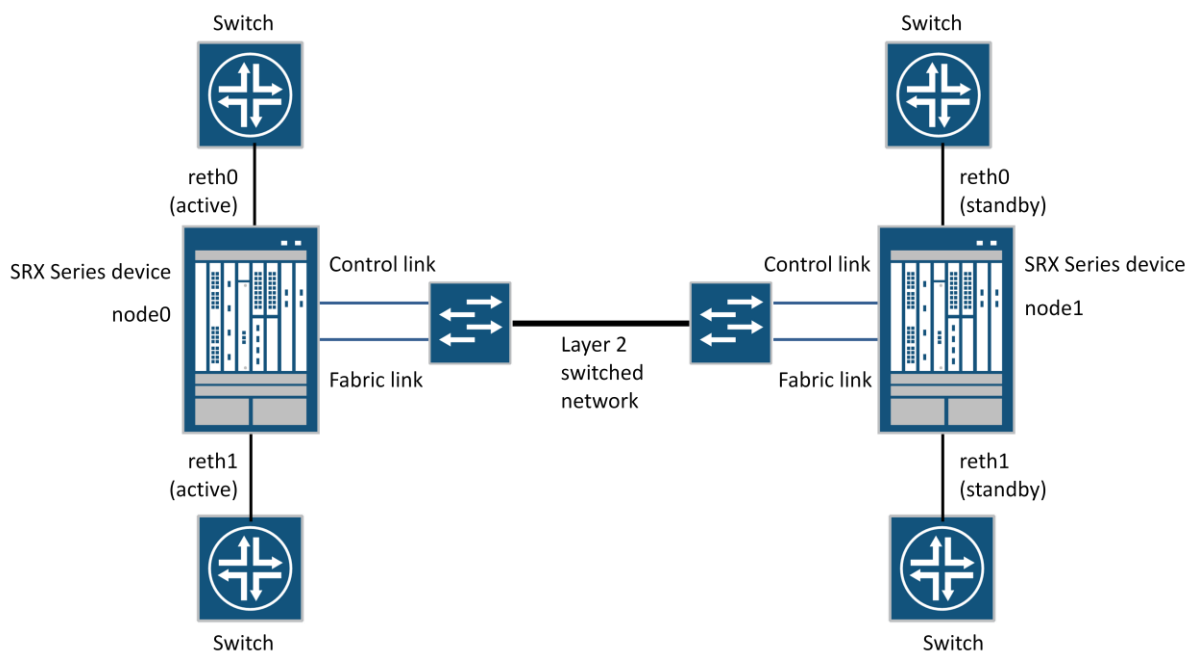 Switch
Switch
reth0
(active)
reth0
(standby)
SRX Series device
node0
Control link
Control link
SRX Series device
node1
Layer 2
switched
network
Fabric link
Fabric link
reth1
(active)
reth1
(standby)
Switch
Switch